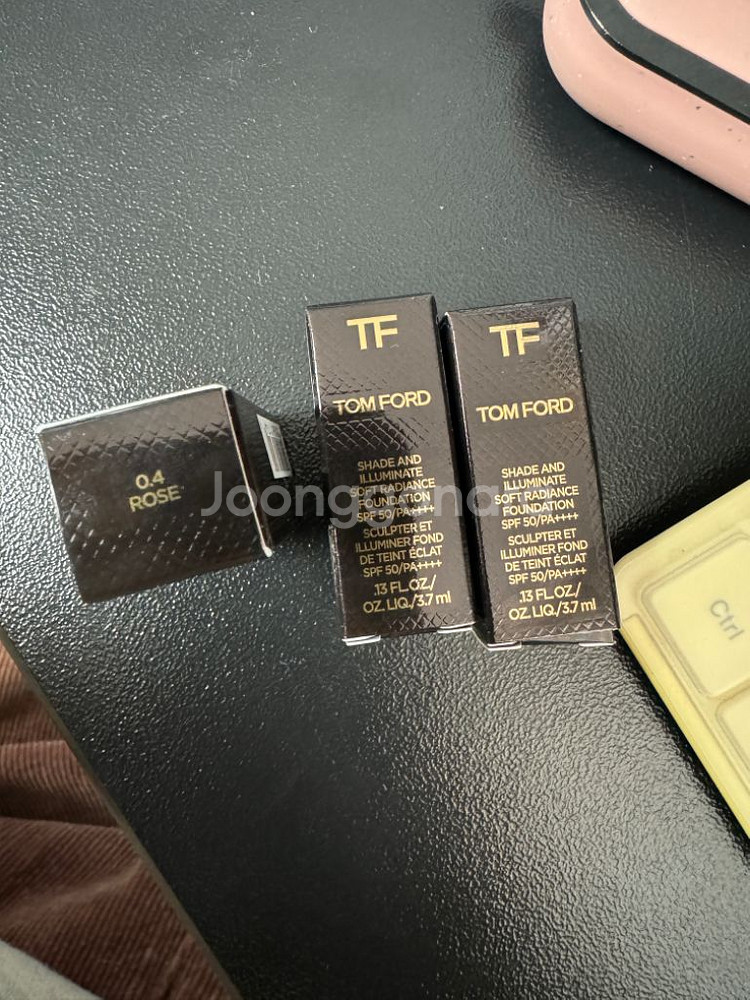 0.4
ROSE
TF
TOM FORD
SHADE AND
ILLUMINATE
SOFT RADIANCE
FOUNDATION
SPF 50/PA++++
SCULPTER ET
ILLUMINER FOND
DE TEINT ÉCLAT
SPF 50/PA++++
.13 FL.OZ/
OZ. LIQ./3.7 ml
TF
TOM FORD
SHADE AND
ILLUMINATE
SOFT RADIANCE
FOUNDATION
SPF 50/PA++++
SCULPTER ET
ILLUMINER FOND
DE TEINT ÉCLAT
SPF 50/PA++++
.13 FL.OZ./
OZ. LIQ./3.7 ml
Joonggona
Ctrl